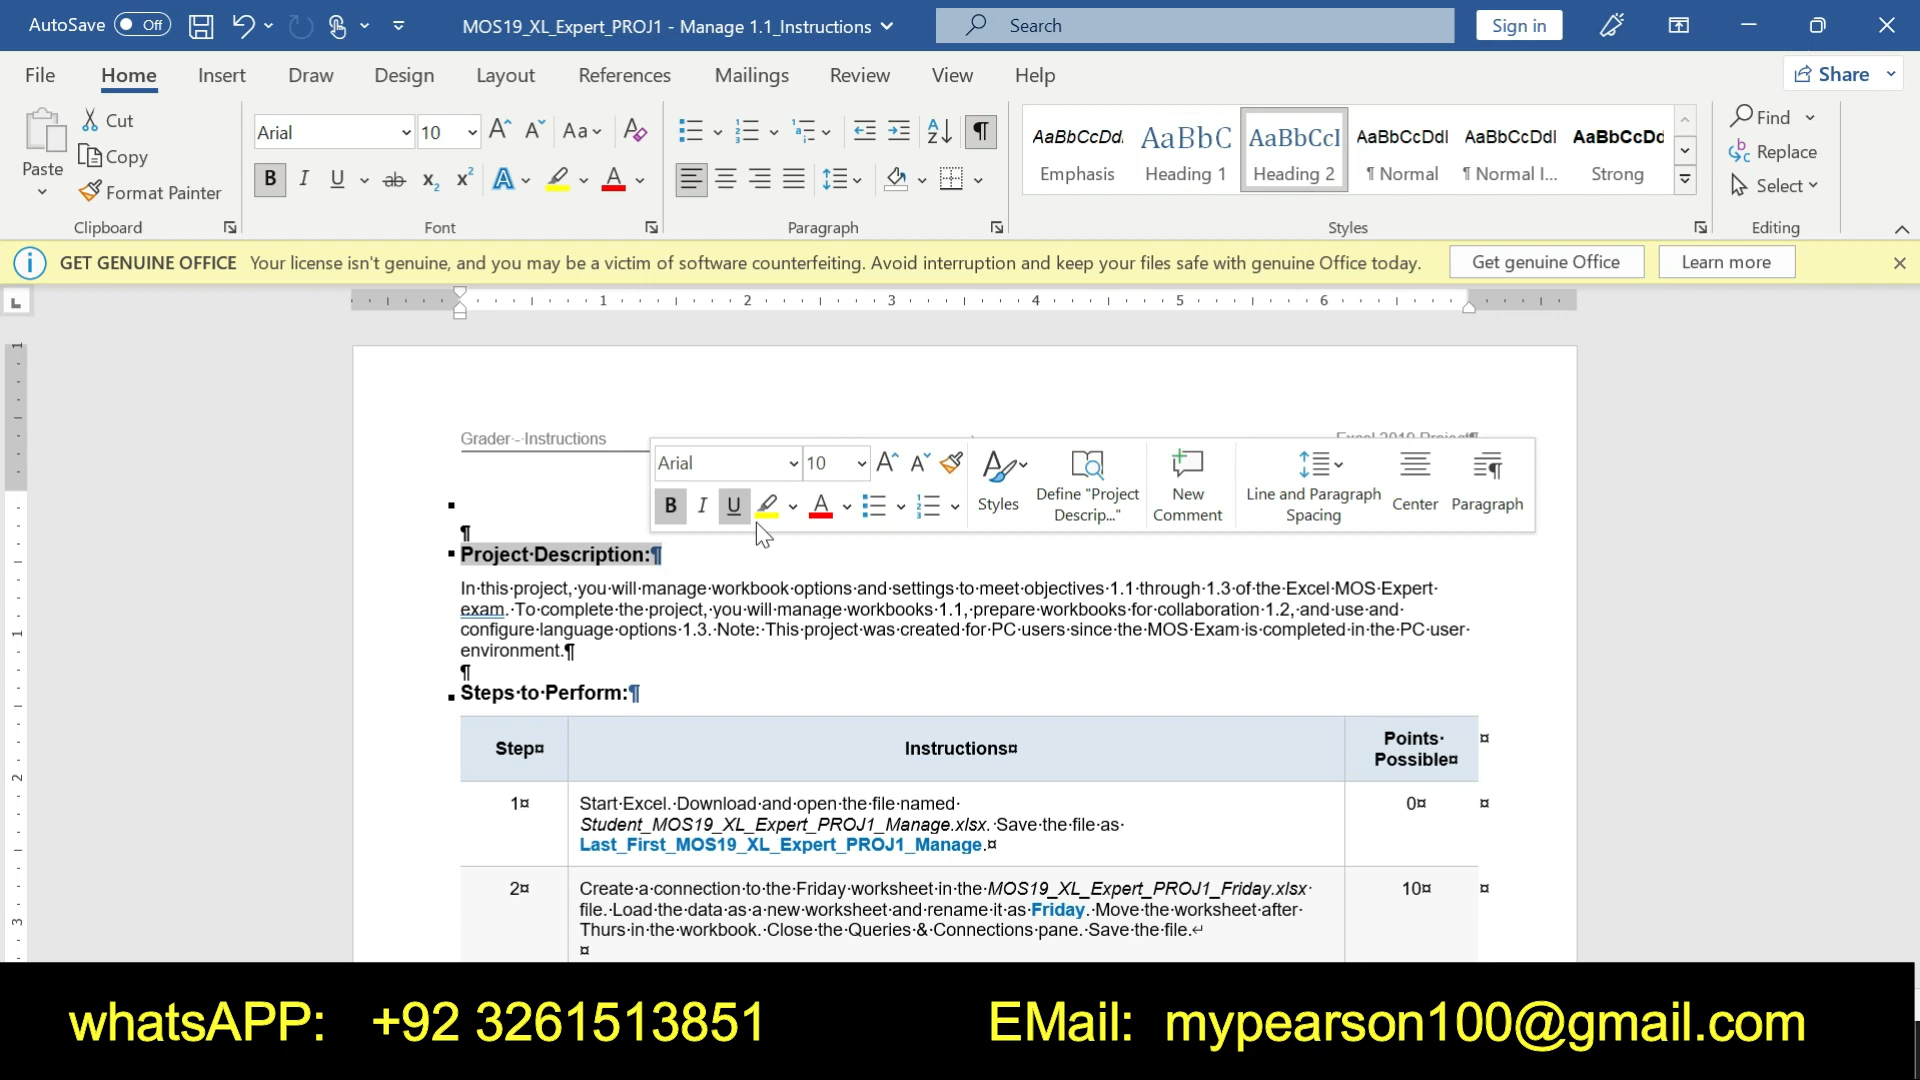 AutoSave Off MOS19_XL_Expert_PROJ1 - Manage 1.1_Instructions Search Sign in
File Home Insert Draw Design Layout References Mailings Review View Help Share
Paste Cut
Copy
Format Painter
Clipboard
Arial 10
Font
Paragraph
AaBbCcDd AaBbC AaBbCcI AaBbCcDdI AaBbCcDdI AaBbCcDd
Emphasis Heading 1 Heading 2 ¶ Normal ¶ Normal I... Strong
Styles
Find
Replace
Select
Editing
GET GENUINE OFFICE Your license isn't genuine, and you may be a victim of software counterfeiting. Avoid interruption and keep your files safe with genuine Office today. Get genuine Office Learn more
1 2 3 4 5 6
Grader·-·Instructions Excel 2019 Project¶
Arial 10
Styles
Define "Project Descrip..."
New Comment
Line and Paragraph Spacing
Center
Paragraph
¶
Project·Description:¶
In·this·project,·you·will·manage·workbook·options·and·settings·to·meet·objectives·1.1·through·1.3·of·the·Excel·MOS·Expert·
exam.·To·complete·the·project,·you·will·manage·workbooks·1.1,·prepare·workbooks·for·collaboration·1.2,·and·use·and·
configure·language·options·1.3.·Note:·This·project·was·created·for·PC·users·since·the·MOS·Exam·is·completed·in·the·PC·user·
environment.¶
¶
Steps·to·Perform:¶
Step¤ Instructions¤ Points· Possible¤ ¤
1¤ Start·Excel.·Download·and·open·the·file·named· 0¤ ¤
Student_MOS19_XL_Expert_PROJ1_Manage.xlsx.·Save·the·file·as·
Last_First_MOS19_XL_Expert_PROJ1_Manage.¤
2¤ Create·a·connection·to·the·Friday·worksheet·in·the·MOS19_XL_Expert_PROJ1_Friday.xlsx· 10¤ ¤
file.·Load·the·data·as·a·new·worksheet·and·rename·it·as·Friday.·Move·the·worksheet·after·
Thurs·in·the·workbook.·Close·the·Queries·&·Connections·pane.·Save·the·file.↵
¤
whatsAPP: +92 3261513851 EMail: mypearson100@gmail.com